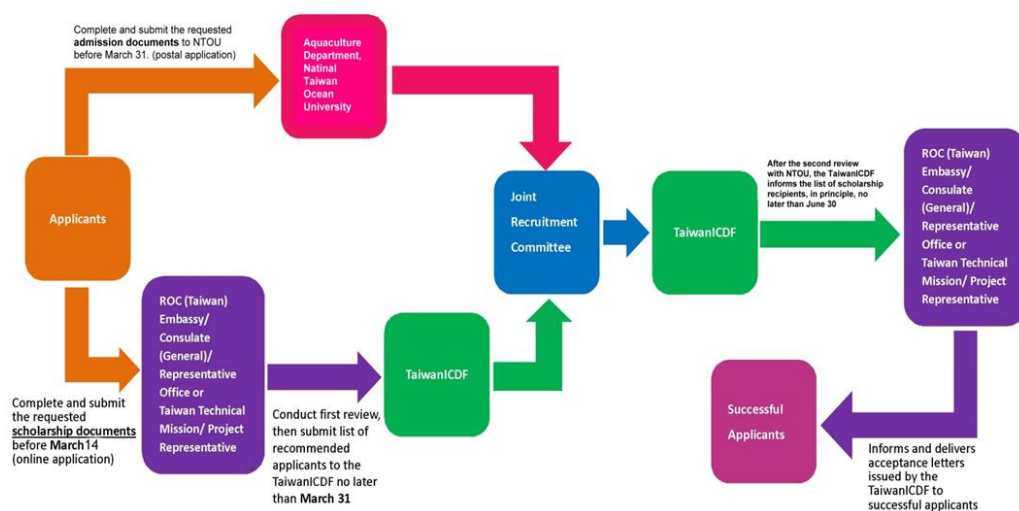 Complete and submit the requested
admission documents to NTOU
before March 31. (postal application)
Aquaculture
Department,
Natinal
Taiwan
Ocean
University
Applicants
Complete and submit
the requested
scholarship documents
before March14
(online application)
ROC (Taiwan)
Embassy/
Consulate
(General)/
Representative
Office or
Taiwan Technical
Mission/ Project
Representative
Conduct first review,
then submit list of
recommended
applicants to the
TaiwanICDF no later
than March 31
TaiwanICDF
Joint
Recruitment
Committee
TaiwanICDF
After the second review
with NTOU, the TaiwanICDF
informs the list of scholarship
recipients, in principle, no
later than June 30
ROC (Taiwan)
Embassy/
Consulate
(General)/
Representative
Office or
Taiwan Technical
Mission/ Project
Representative
Informs and delivers
acceptance letters
issued by the
TaiwanICDF to
successful applicants
Successful
Applicants